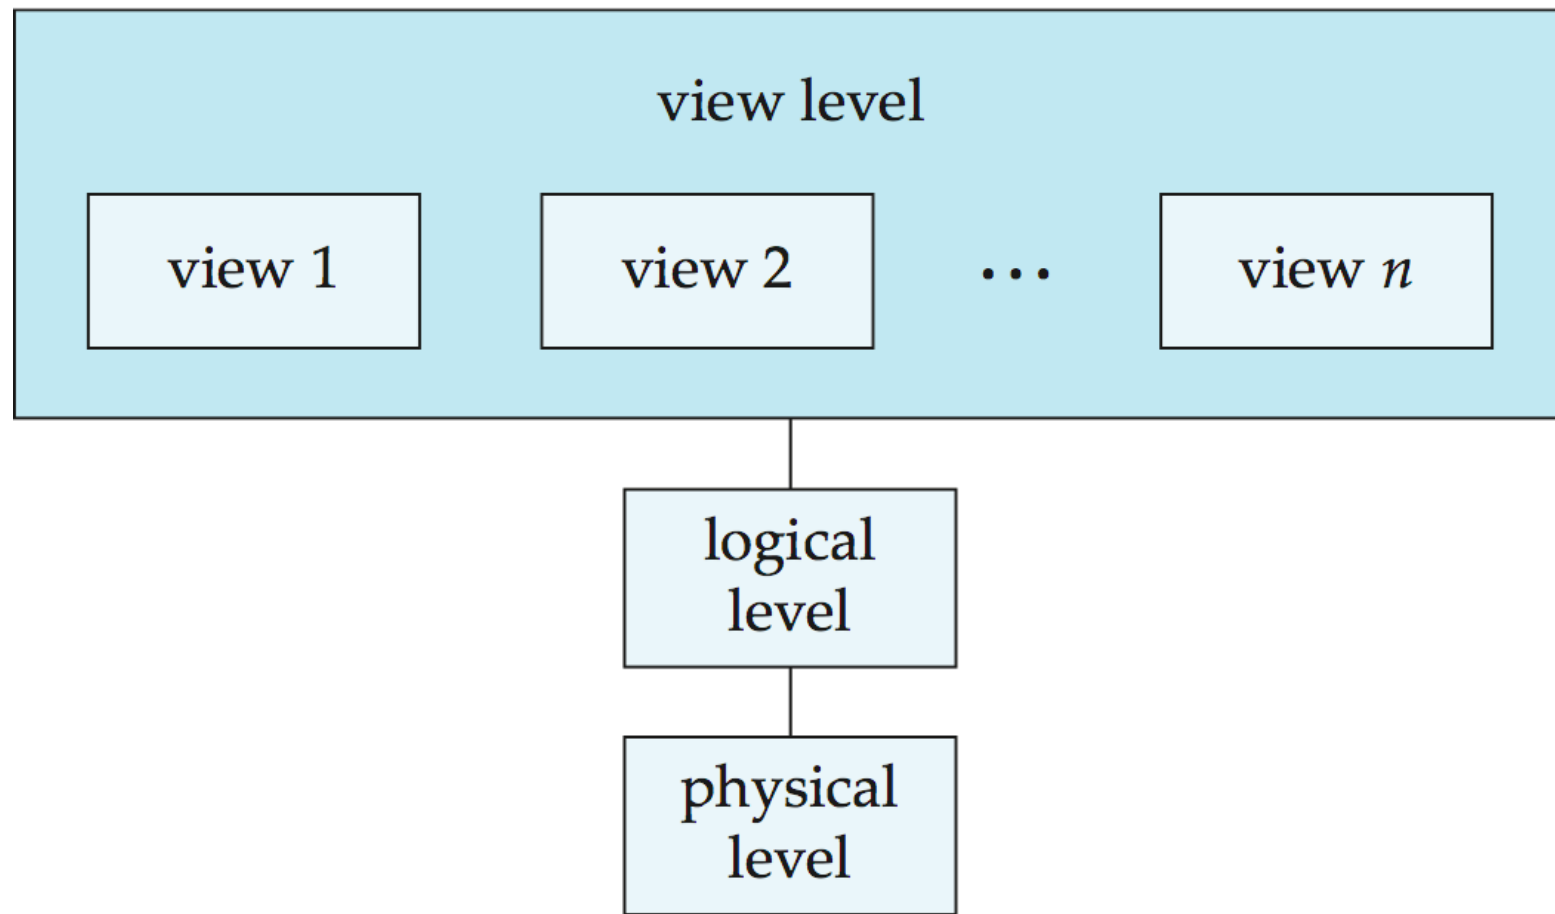 view level
view 1 view 2 ... view n
logical
level
physical
level